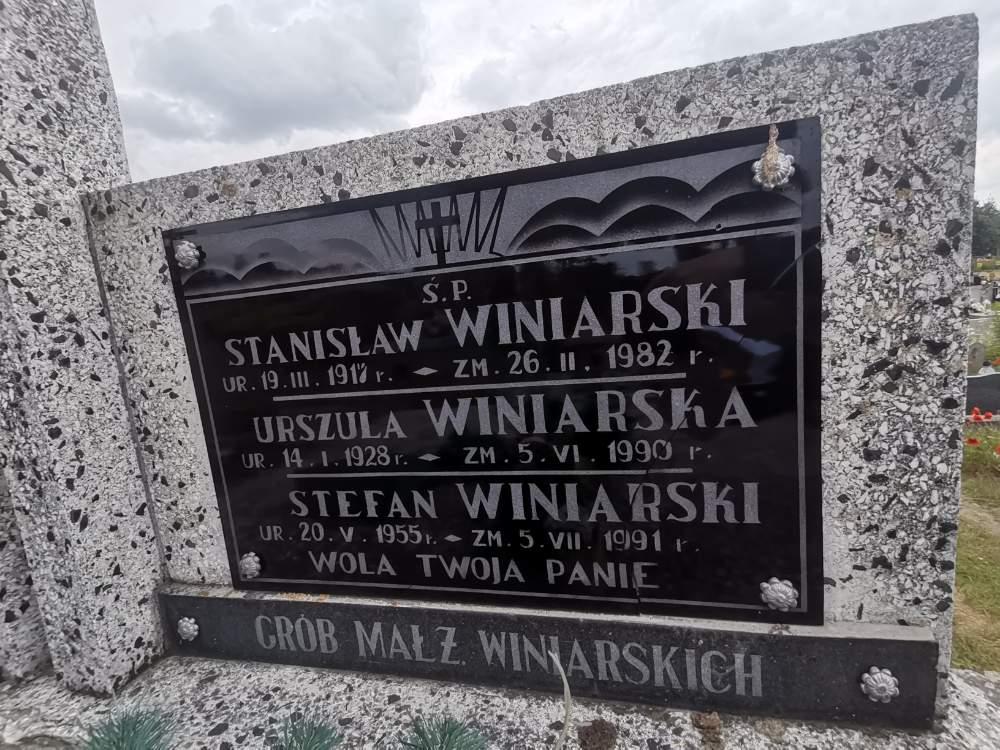 Ś.P.
STANISŁAW WINIARSKI
UR. 19. III. 1917 r. - ZM. 26. II. 1982 r.
URSZULA WINIARSKA
UR. 14. I. 1928 r. - ZM. 5. VI. 1990 r.
STEFAN WINIARSKI
UR. 20. V. 1955 r. - ZM. 5. VII. 1991 r.
WOLA TWOJA PANIE
GRÓB MAŁŻ. WINIARSKICH